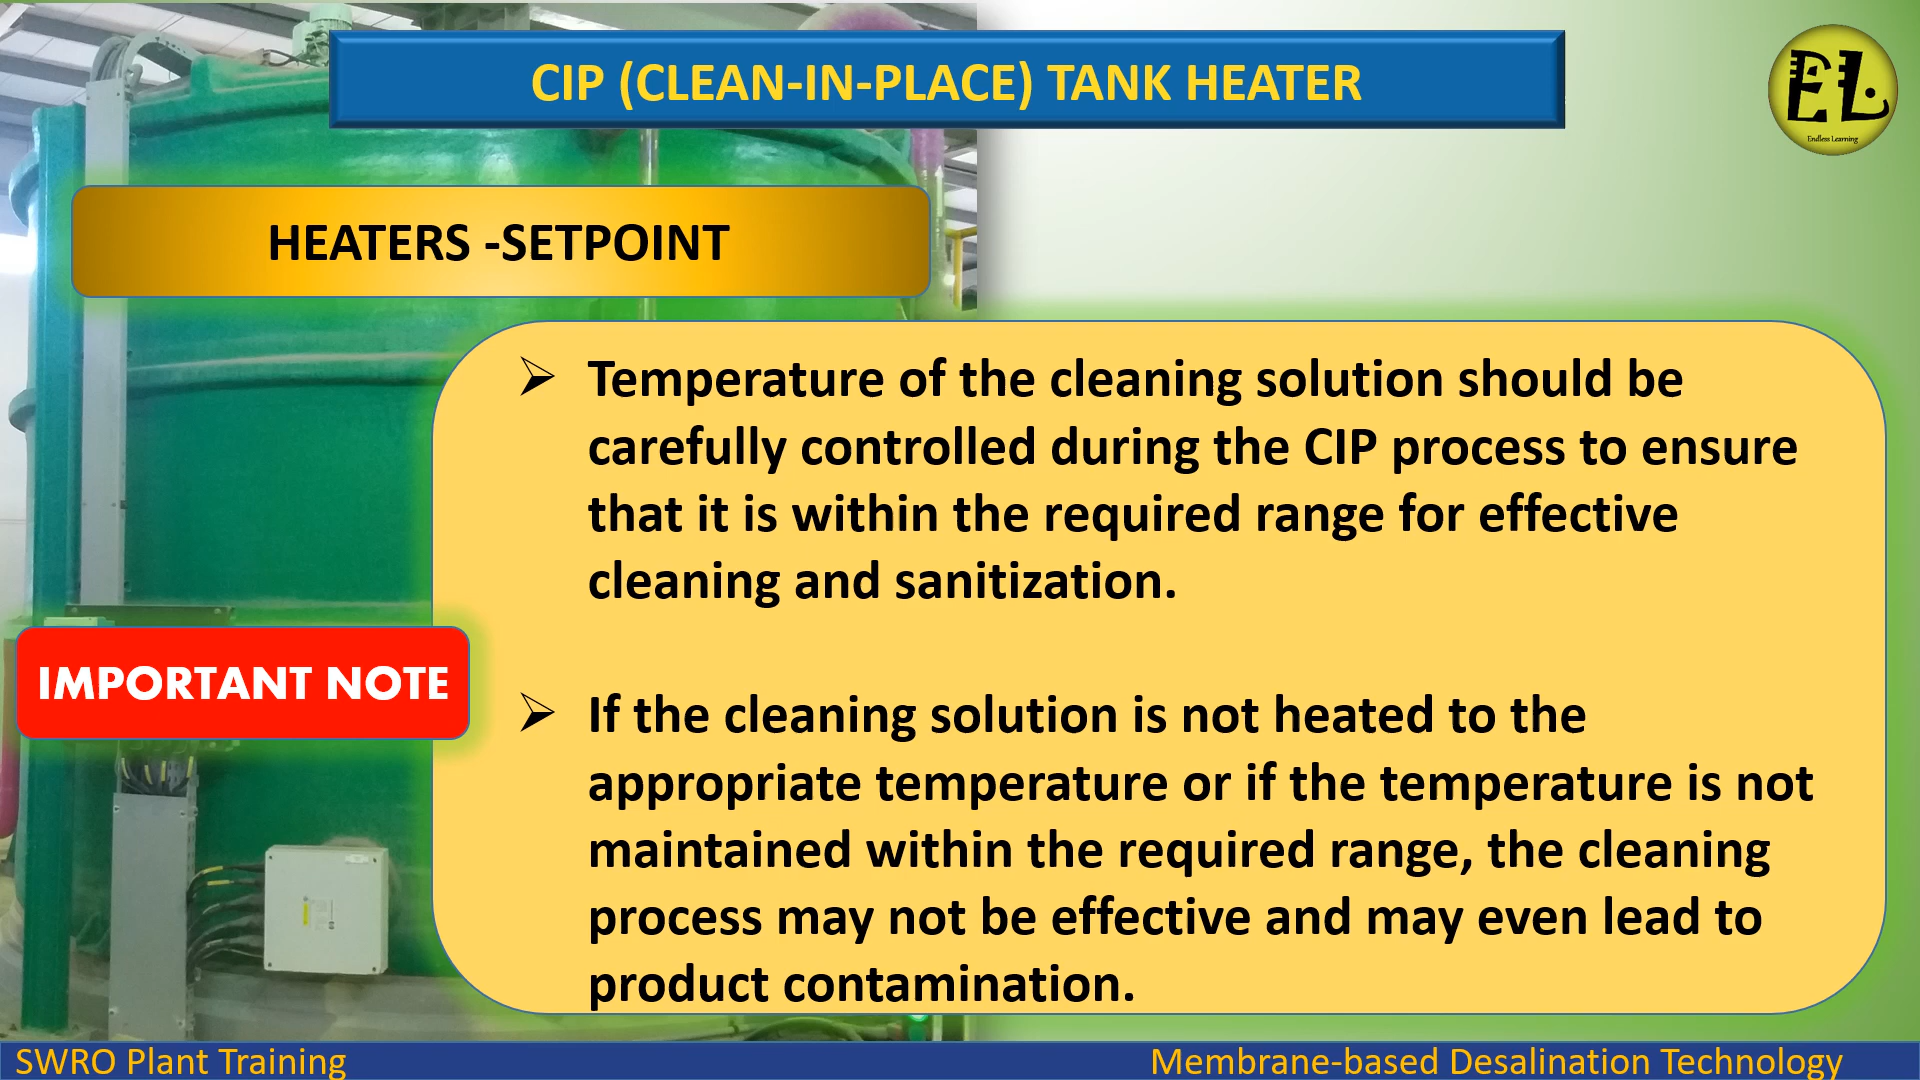 CIP (CLEAN-IN-PLACE) TANK HEATER
EL
Endless Learning
HEATERS -SETPOINT
➢ Temperature of the cleaning solution should be
carefully controlled during the CIP process to ensure
that it is within the required range for effective
cleaning and sanitization.
IMPORTANT NOTE
➢ If the cleaning solution is not heated to the
appropriate temperature or if the temperature is not
maintained within the required range, the cleaning
process may not be effective and may even lead to
product contamination.
SWRO Plant Training
Membrane-based Desalination Technology